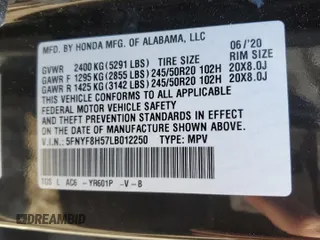 MFD. BY HONDA MFG. OF ALABAMA, LLC 06/'20
GVWR 2400 KG(5291 LBS) TIRE SIZE RIM SIZE
GAWR F 1295 KG(2855 LBS) 245/50R20 102H 20X8.0J
GAWR R 1425 KG(3142 LBS) 245/50R20 102H 20X8.0J
THIS VEHICLE CONFORMS TO ALL APPLICABLE
FEDERAL MOTOR VEHICLE SAFETY, BUMPER,
AND THEFT PREVENTION STANDARDS IN EFFECT
ON THE DATE OF MANUFACTURE SHOWN ABOVE.
V.I.N.: 5FNYF8H57LB012250 TYPE: MPV
TGS L AC6 - YR601P -V-8
DREAMBID